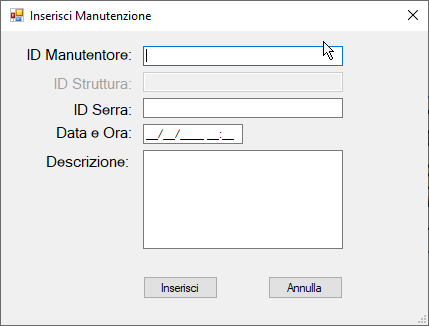 Inserisci Manutenzione
ID Manutentore:
ID Struttura:
ID Serra:
Data e Ora: __/__/____ __:__
Descrizione:
Inserisci Annulla